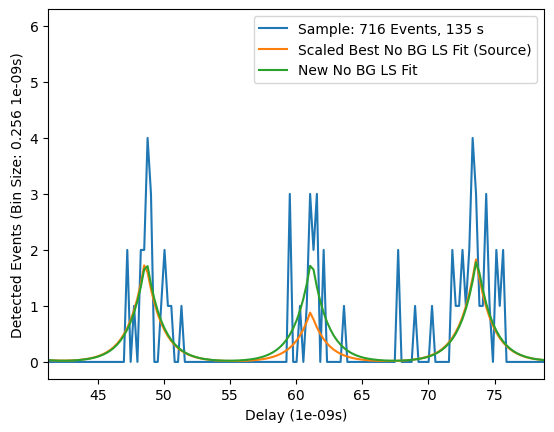 Sample: 716 Events, 135 s
Scaled Best No BG LS Fit (Source)
New No BG LS Fit
Detected Events (Bin Size: 0.256 1e-09s)
6
5
4
3
2
1
0
45 50 55 60 65 70 75
Delay (1e-09s)